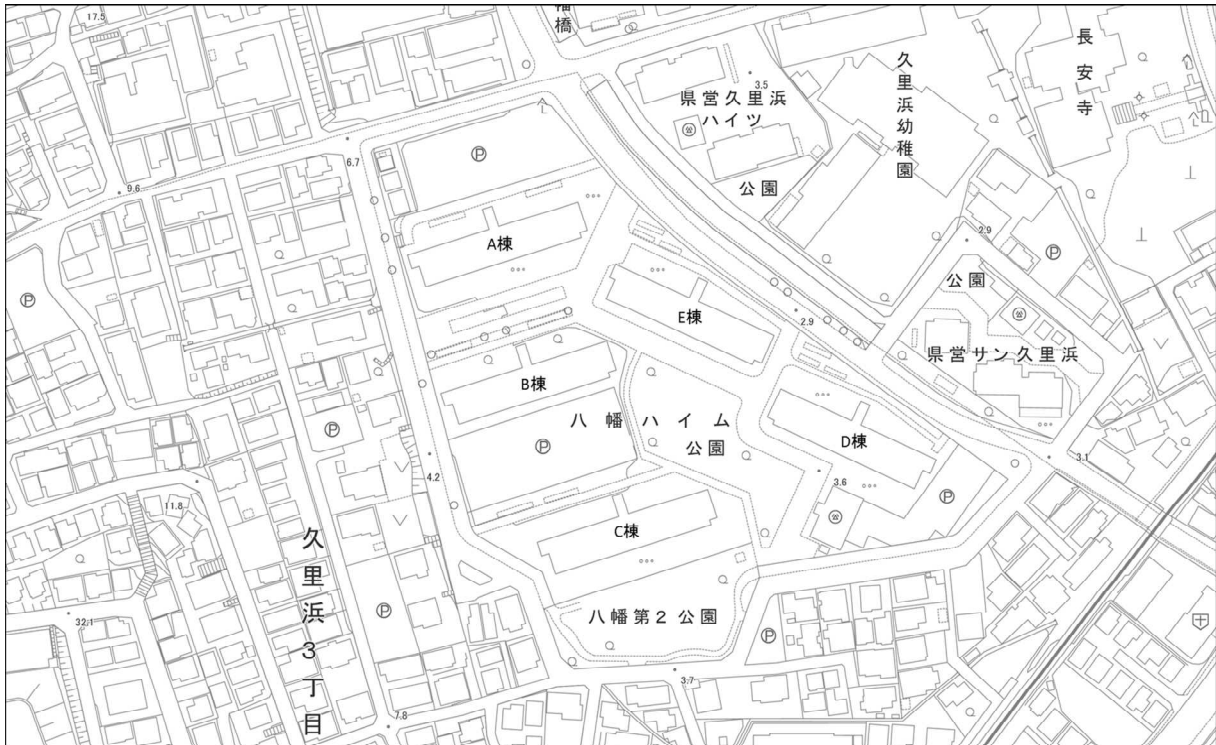 17.5
橋
3.5
県営久里浜
ハイツ
公
久里浜幼稚園
長安寺
6.7
P
9.6
公園
A棟
2.9
P
P
公園
E棟
2.9
公
県営サン久里浜
B棟
八幡ハイム
公園
P
P
D棟
3.1
4.2
3.6
公
P
C棟
11.8
久里浜3丁目
P
八幡第2公園
P
32.1
3.7
7.8